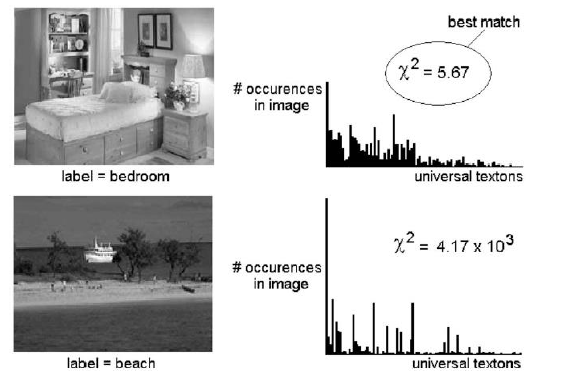 best match
χ² = 5.67
# occurences
in image
universal textons
label = bedroom
χ² = 4.17 x 10³
# occurences
in image
universal textons
label = beach